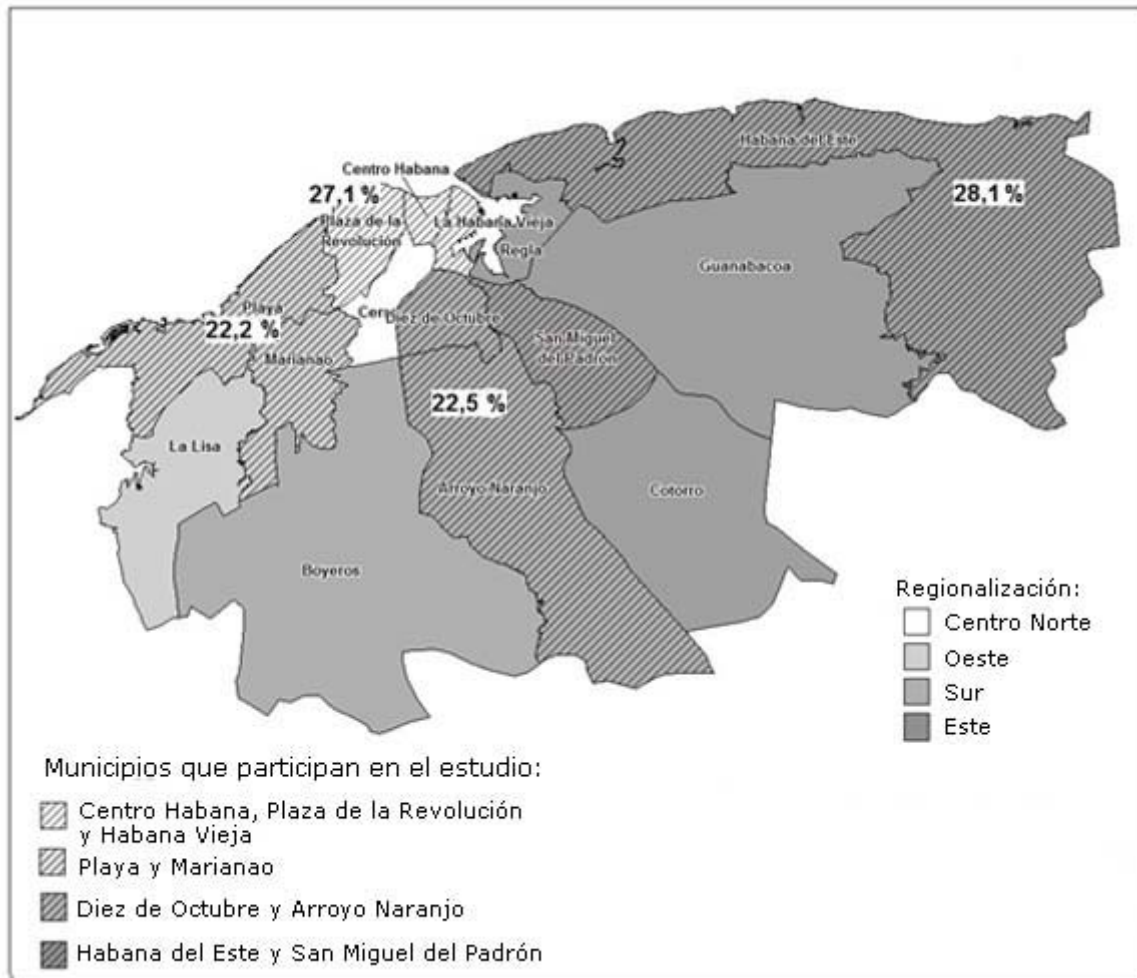 Habana del Este
Centro Habana
27,1 %
28,1 %
Plaza de la
Revolución
La Habana Vieja
Regla
Guanabacoa
Playa
Diez de Octubre
22,2 %
San Miguel
del Padrón
Marianao
22,5 %
La Lisa
Arroyo Naranjo
Cotorro
Boyeros
Regionalización:
Centro Norte
Oeste
Sur
Este
Municipios que participan en el estudio:
Centro Habana, Plaza de la Revolución
y Habana Vieja
Playa y Marianao
Diez de Octubre y Arroyo Naranjo
Habana del Este y San Miguel del Padrón